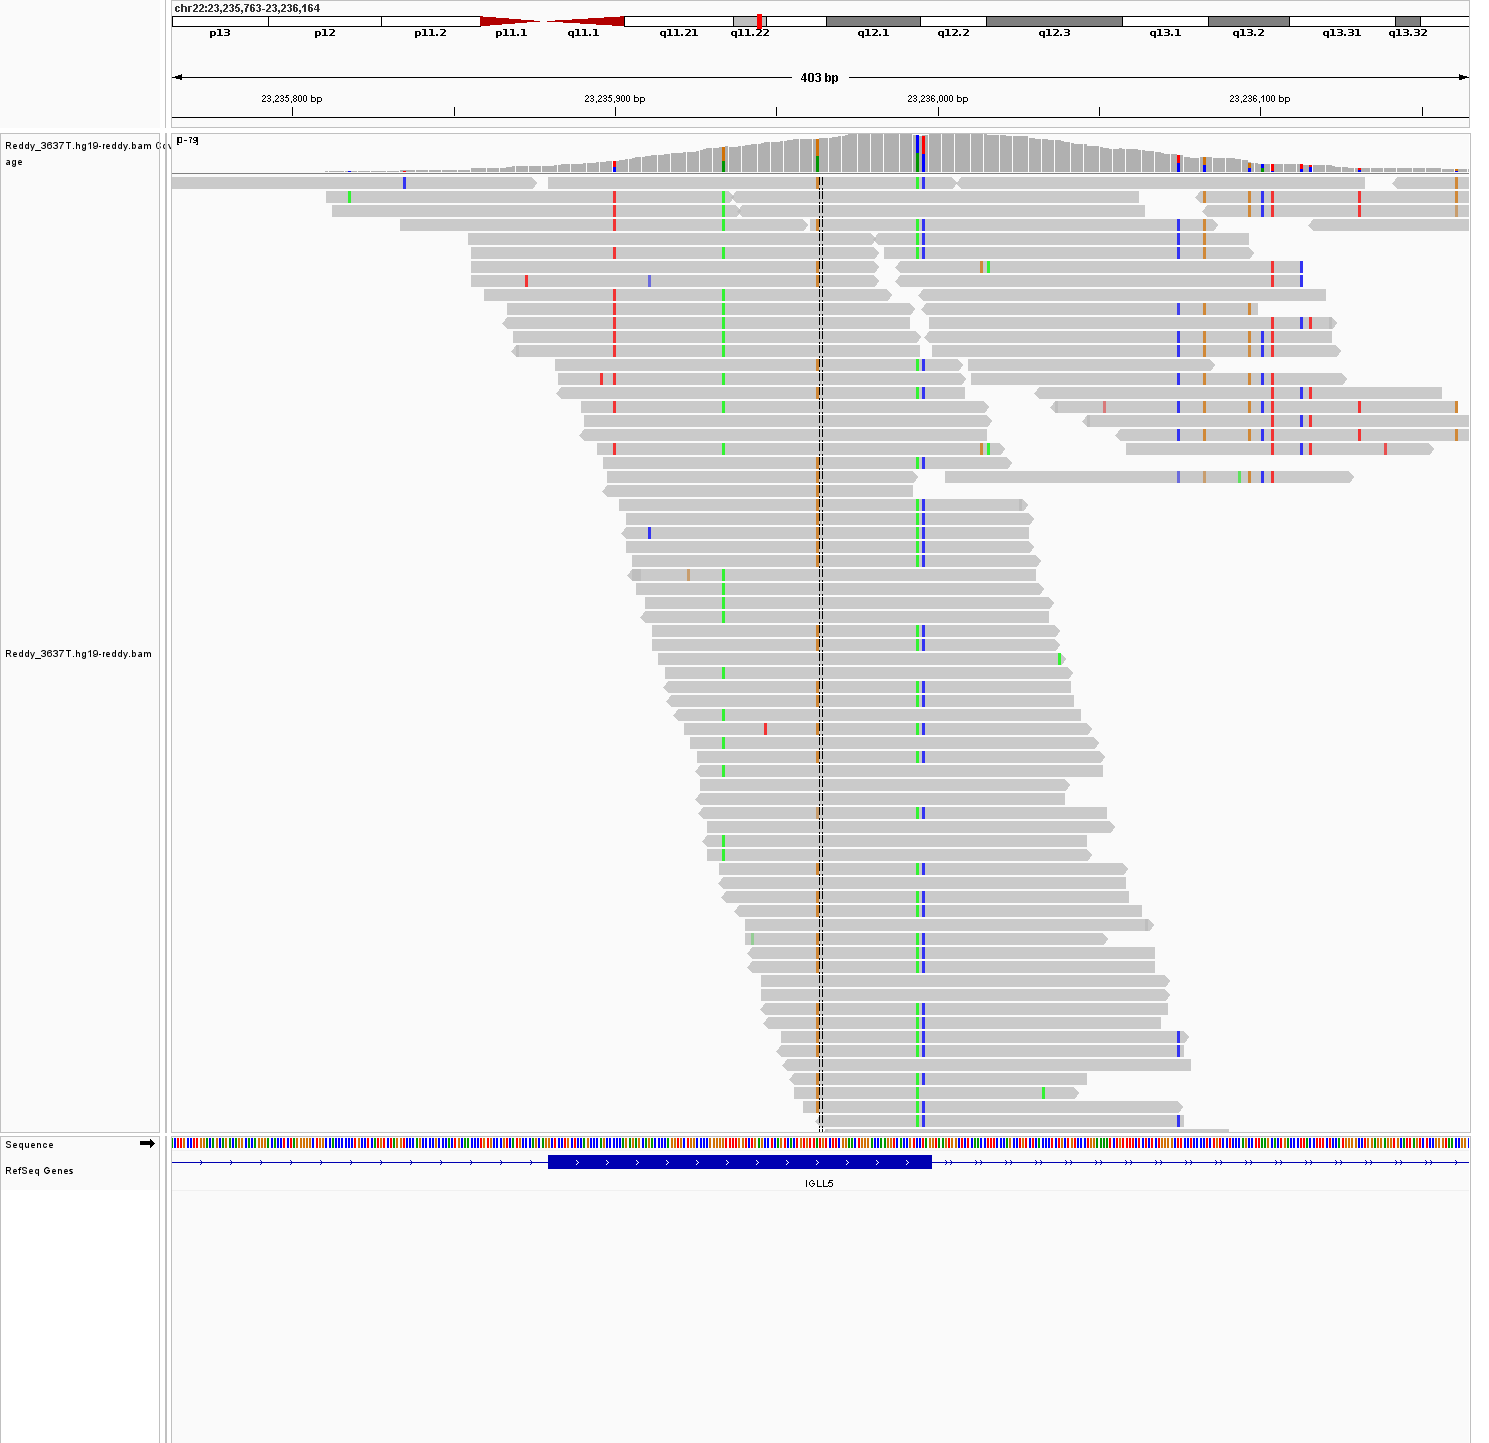 chr22:23,235,763-23,236,164
p13 p12 p11.2 p11.1 q11.1 q11.21 q11.22 q12.1 q12.2 q12.3 q13.1 q13.2 q13.31 q13.32
403 bp
23,235,800 bp 23,235,900 bp 23,236,000 bp 23,236,100 bp
Reddy_3637T.hg19-reddy.bam Cov
age
[0-79]
Reddy_3637T.hg19-reddy.bam
Sequence
RefSeq Genes
IGLL5